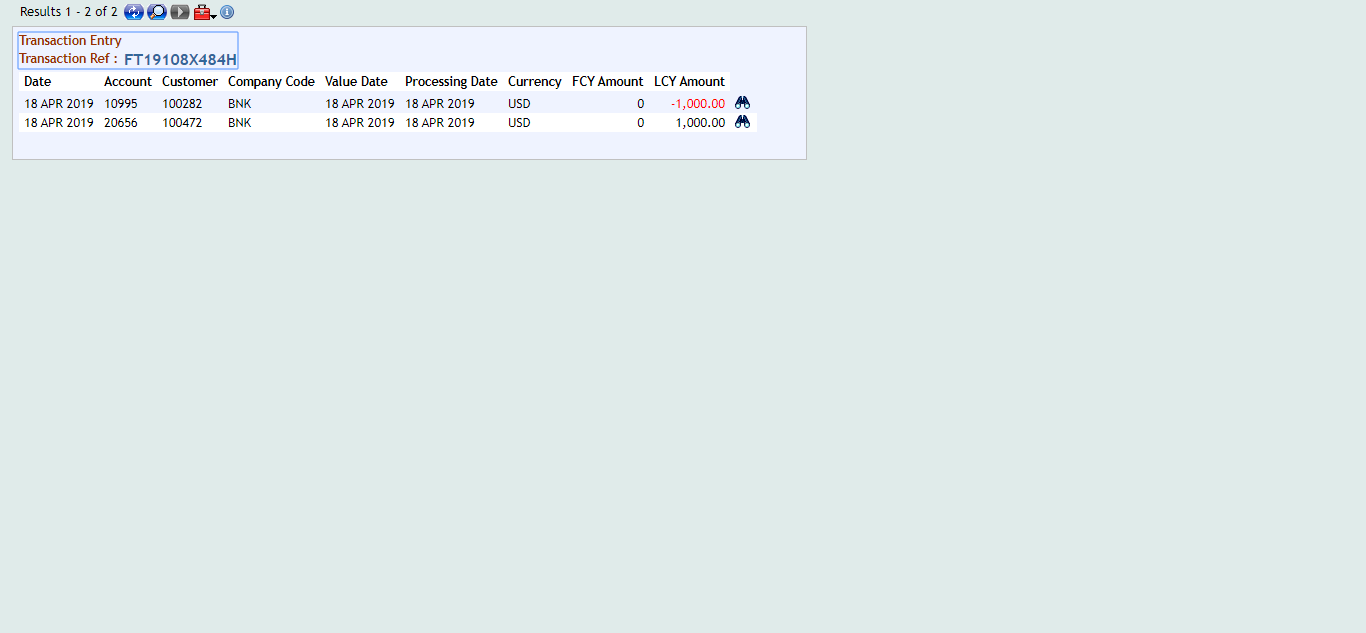 Results 1 - 2 of 2
Transaction Entry
Transaction Ref : FT19108X484H
Date Account Customer Company Code Value Date Processing Date Currency FCY Amount LCY Amount
18 APR 2019 10995 100282 BNK 18 APR 2019 18 APR 2019 USD 0 -1,000.00
18 APR 2019 20656 100472 BNK 18 APR 2019 18 APR 2019 USD 0 1,000.00